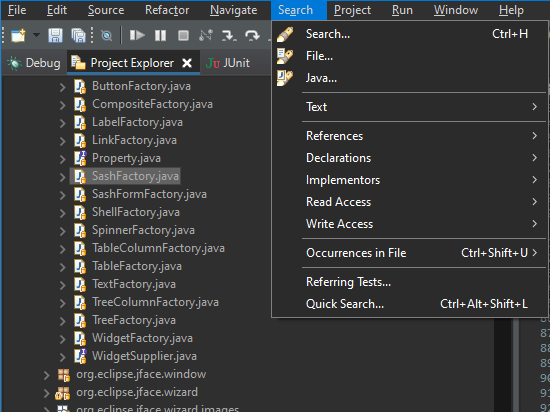 File Edit Source Refactor Navigate Search Project Run Window Help
Debug Project Explorer JUnit
ButtonFactory.java
CompositeFactory.java
LabelFactory.java
LinkFactory.java
Property.java
SashFactory.java
SashFormFactory.java
ShellFactory.java
SpinnerFactory.java
TableColumnFactory.java
TableFactory.java
TextFactory.java
TreeColumnFactory.java
TreeFactory.java
WidgetFactory.java
WidgetSupplier.java
org.eclipse.jface.window
org.eclipse.jface.wizard
org.eclipse.jface.wizard.images
Search... Ctrl+H
File...
Java...
Text
References
Declarations
Implementors
Read Access
Write Access
Occurrences in File Ctrl+Shift+U
Referring Tests...
Quick Search... Ctrl+Alt+Shift+L